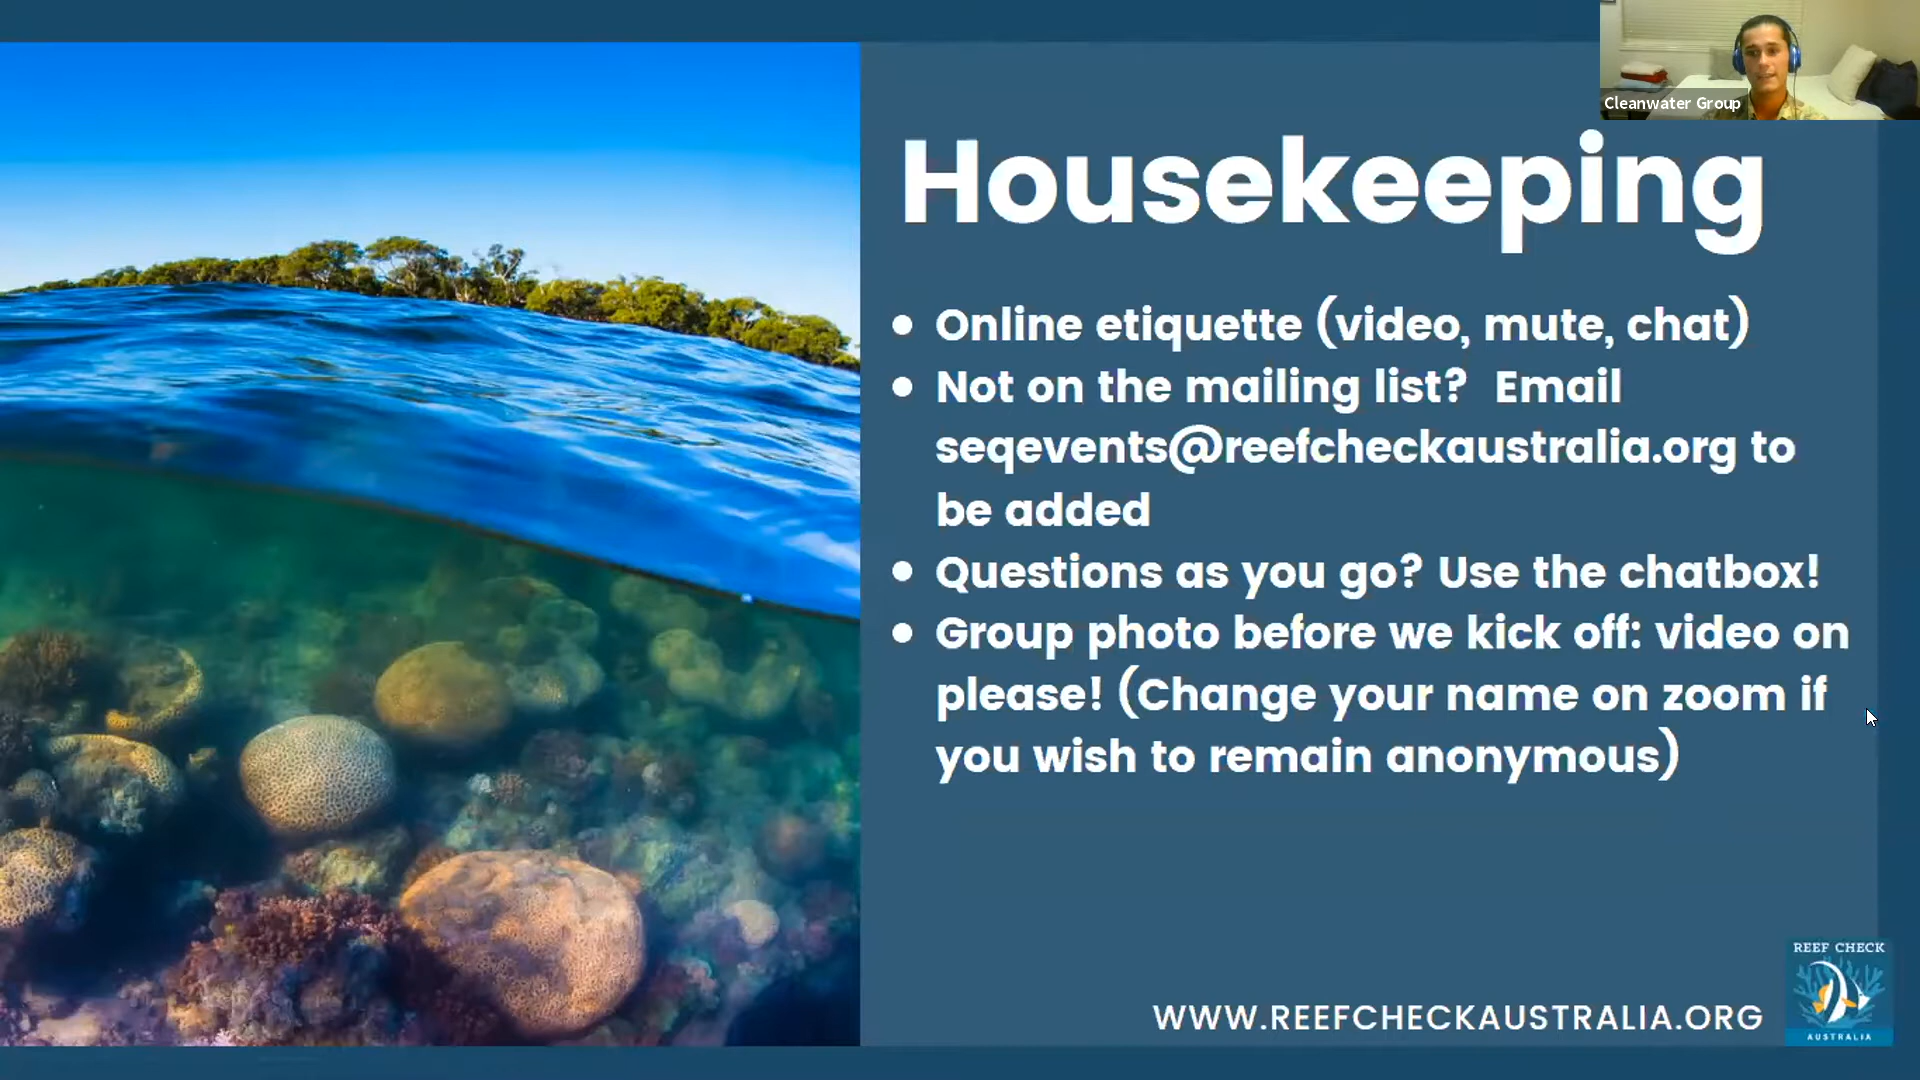 Cleanwater Group
Housekeeping
• Online etiquette (video, mute, chat)
• Not on the mailing list? Email
seqevents@reefcheckaustralia.org to
be added
• Questions as you go? Use the chatbox!
• Group photo before we kick off: video on
please! (Change your name on zoom if
you wish to remain anonymous)
WWW.REEFCHECKAUSTRALIA.ORG
REEF CHECK
AUSTRALIA